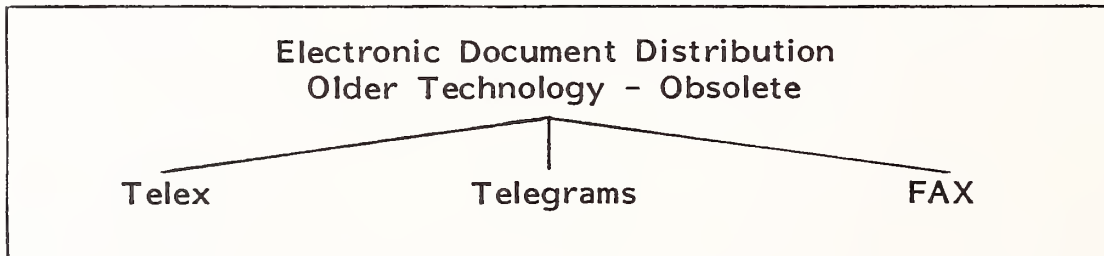 Electronic Document Distribution
Older Technology - Obsolete
Telex Telegrams FAX